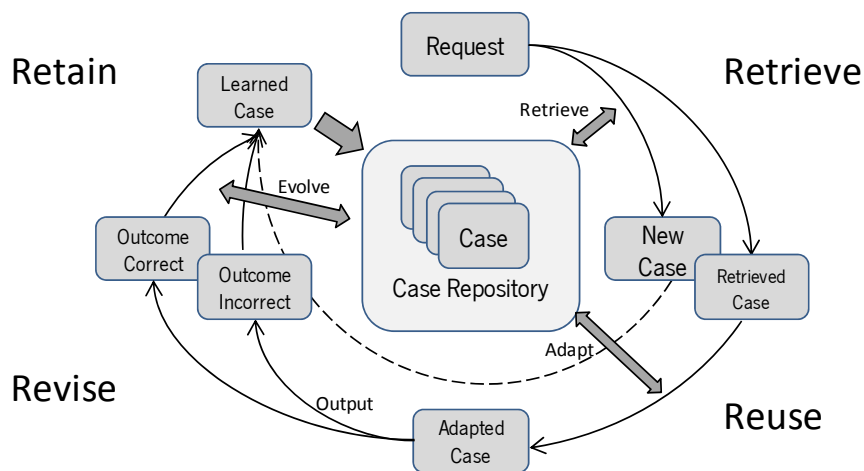 Request
Retain
Retrieve
Learned
Case
Retrieve
Evolve
Case
Case Repository
Outcome
Correct
Outcome
Incorrect
New
Case
Retrieved
Case
Adapt
Revise
Output
Reuse
Adapted
Case